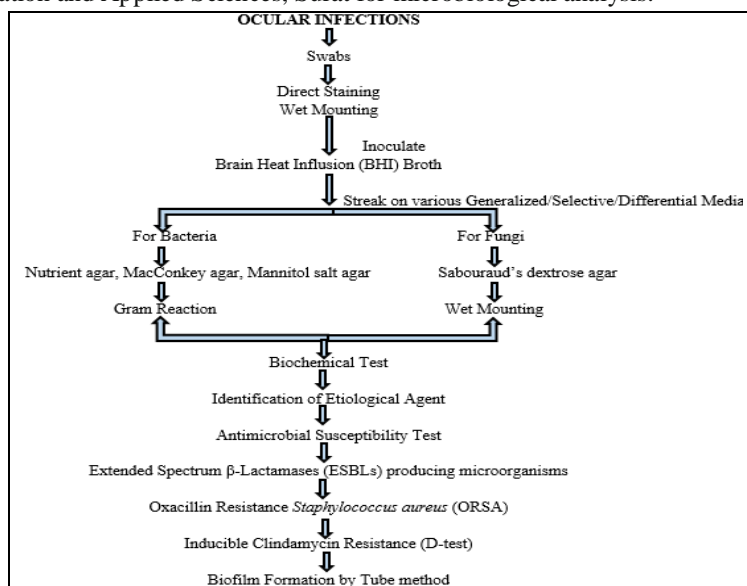 ation and Applied Sciences, Surat for microbiological analysis.
OCULAR INFECTIONS
Swabs
Direct Staining
Wet Mounting
Inoculate
Brain Heat Influsion (BHI) Broth
Streak on various Generalized/Selective/Differential Media
For Bacteria
For Fungi
Nutrient agar, MacConkey agar, Mannitol salt agar
Sabouraud’s dextrose agar
Gram Reaction
Wet Mounting
Biochemical Test
Identification of Etiological Agent
Antimicrobial Susceptibility Test
Extended Spectrum β-Lactamases (ESBLs) producing microorganisms
Oxacillin Resistance Staphylococcus aureus (ORSA)
Inducible Clindamycin Resistance (D-test)
Biofilm Formation by Tube method